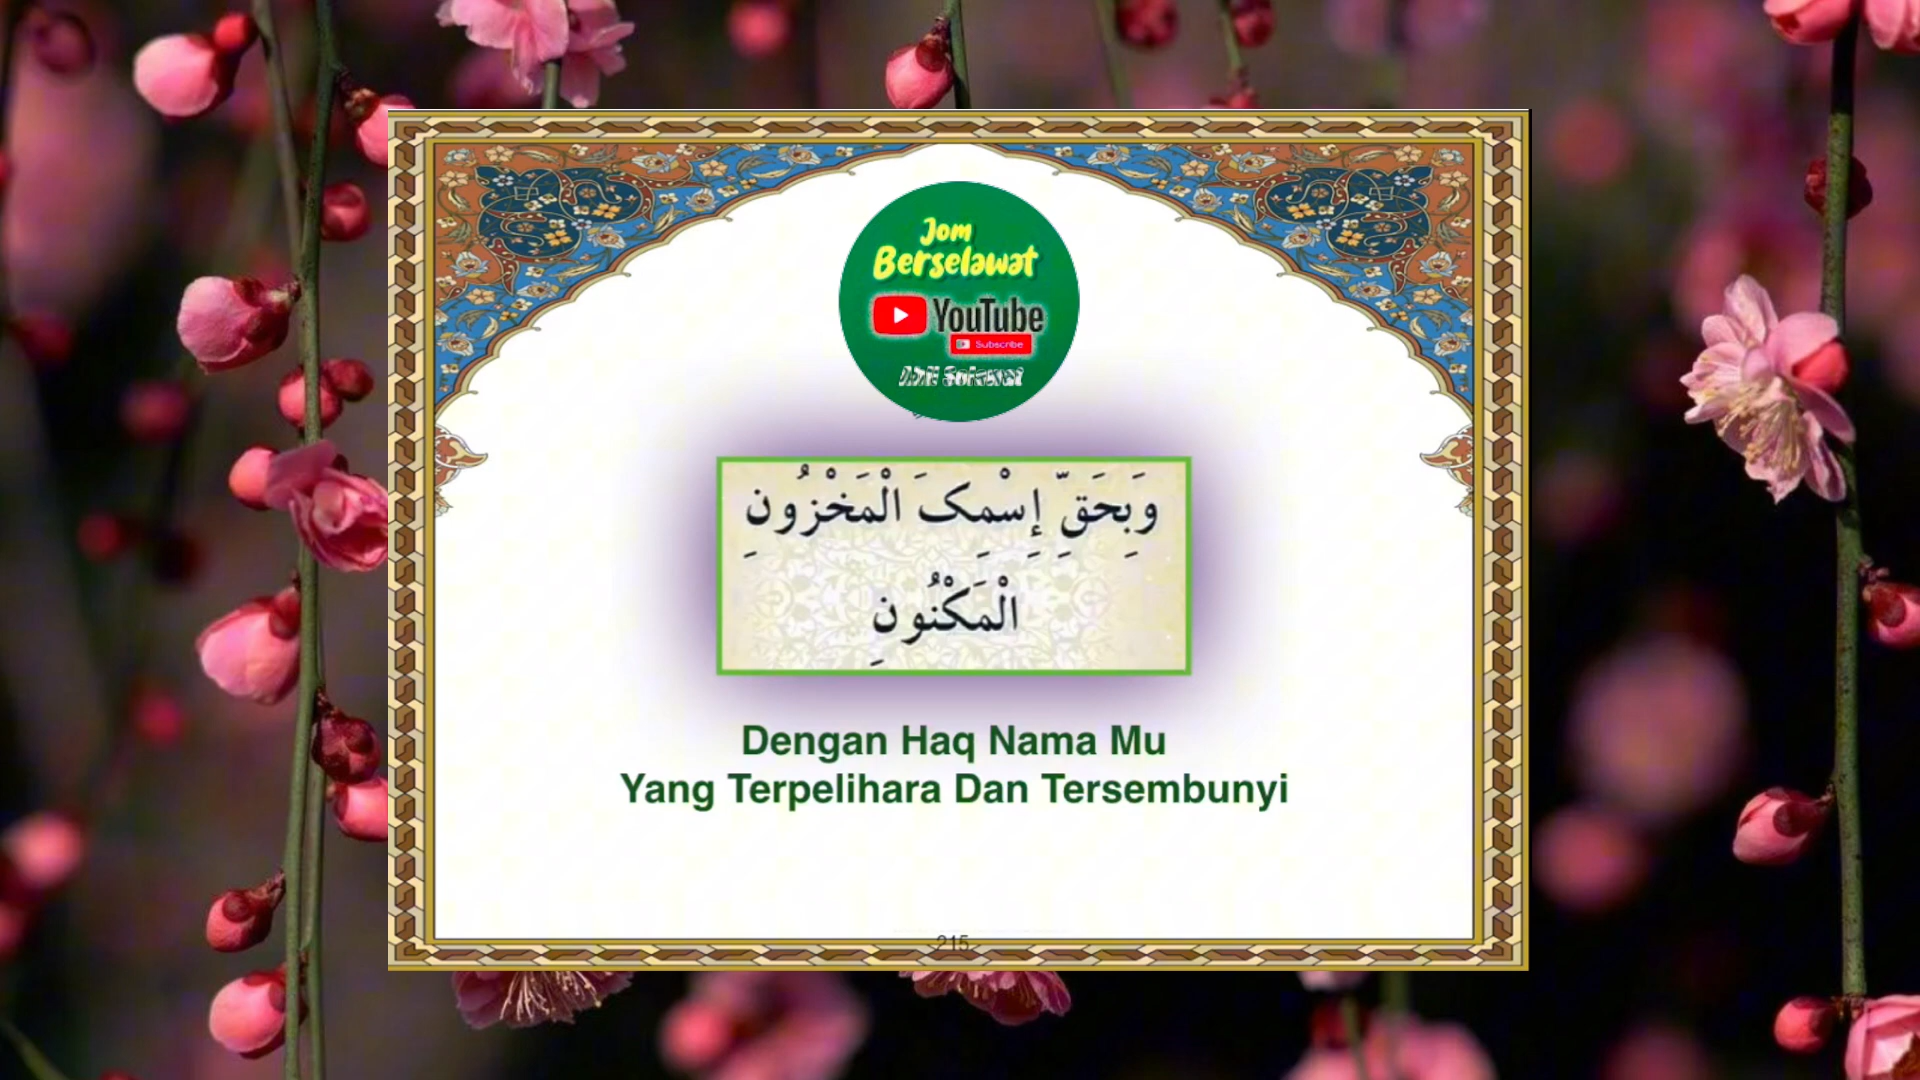 Jom
Berselawat
YouTube
Subscribe
وَبِحَقِّ إِسْمِكَ الْمَخْزُونِ
الْمَكْنُونِ
Dengan Haq Nama Mu
Yang Terpelihara Dan Tersembunyi
215